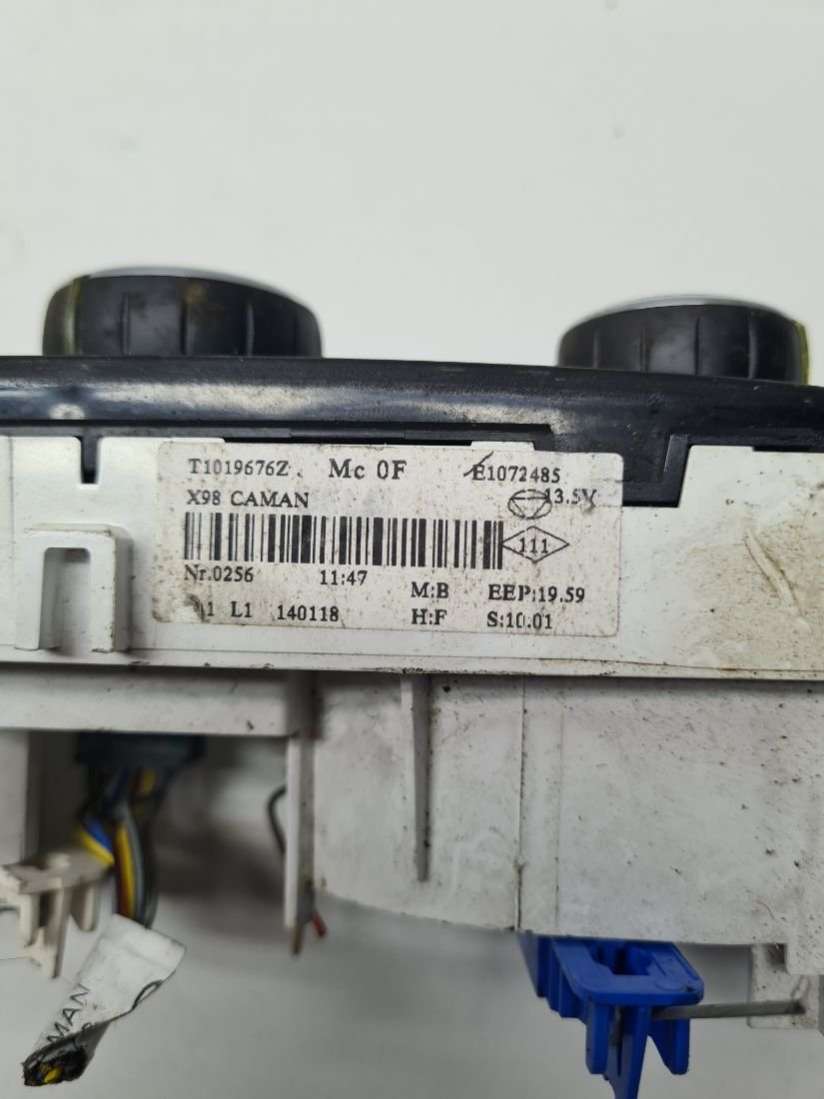 T1019676Z Mc 0F E1072485
X98 CAMAN 13.5V
111
Nr.0256 11:47 M:B EEP:19.59
L1 140118 H:F S:10.01
MAN